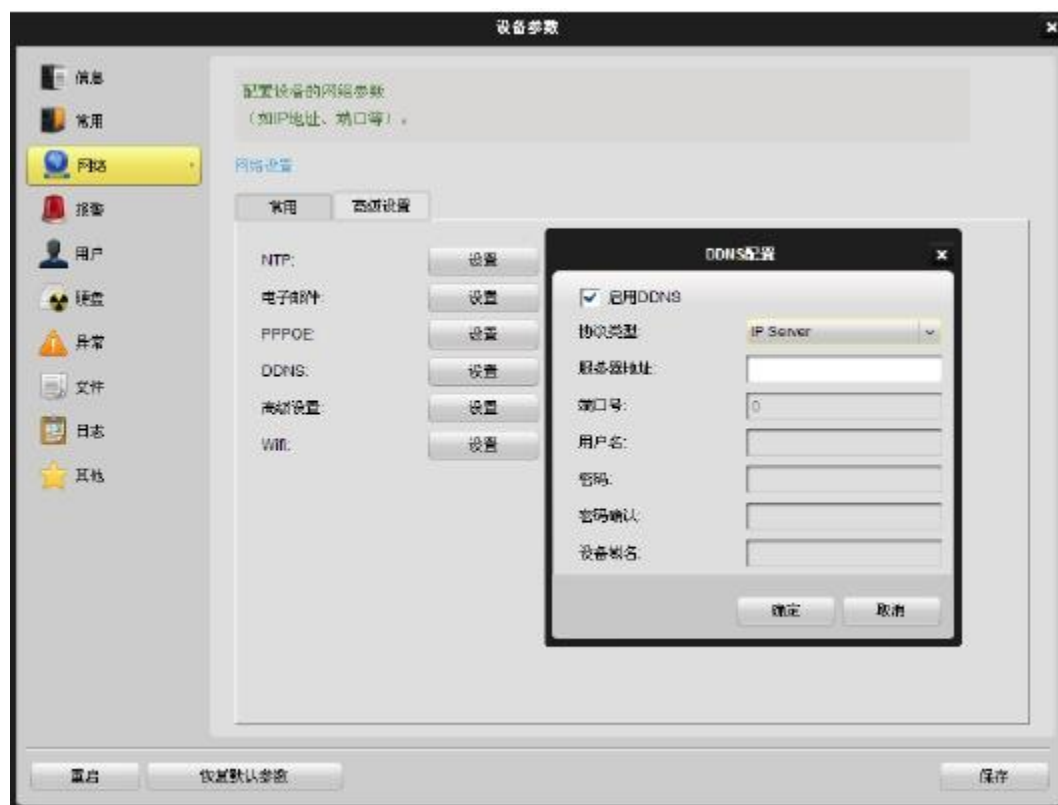 设备参数
信息
常用
网络
报警
用户
硬盘
异常
文件
日志
其他
配置设备的网络参数
（如IP地址、端口等）。
网络设置
常用 高级设置
NTP: 设置
电子邮件: 设置
PPPOE: 设置
DDNS: 设置
高级设置: 设置
Wifi: 设置
DDNS配置
启用DDNS
协议类型: IP Server
服务器地址:
端口号: 0
用户名:
密码:
密码确认:
设备域名:
确定 取消
重启 恢复默认参数 保存